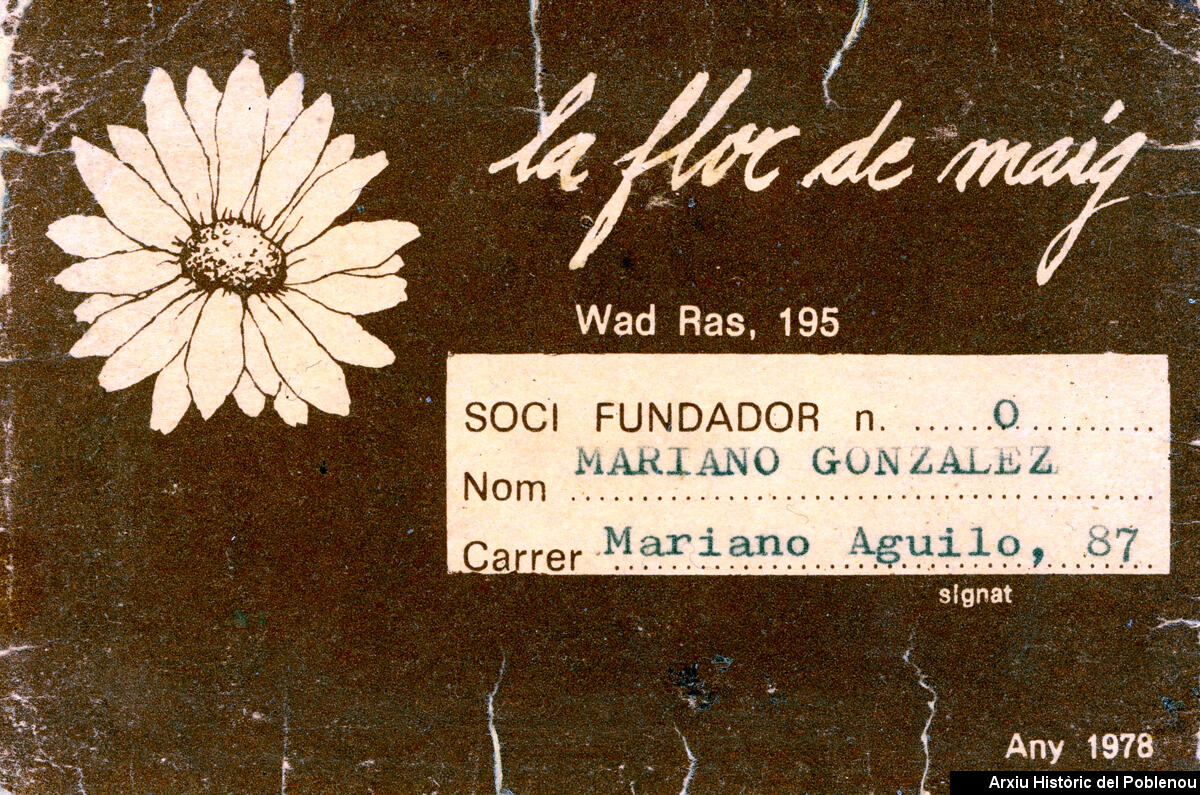 la flor de maig
Wad Ras, 195
SOCI FUNDADOR n. ......O.........
Nom MARIANO GONZALEZ
Carrer Mariano Aguilo, 87
signat
Any 1978
Arxiu Històric del Poblenou